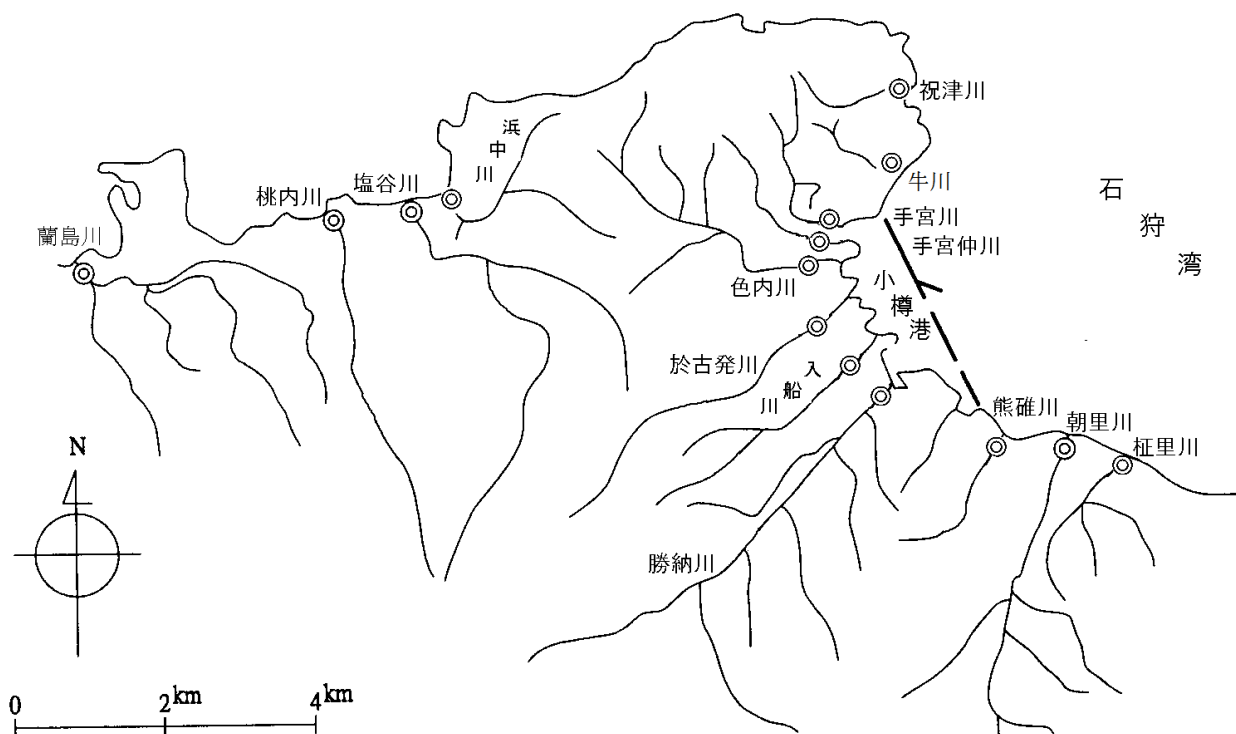 祝津川
浜中川
塩谷川
桃内川
牛川
石狩湾
手宮川
蘭島川
手宮仲川
色内川
小樽港
於古発川
入船川
熊碓川
朝里川
柾里川
N
勝納川
0 2km 4km